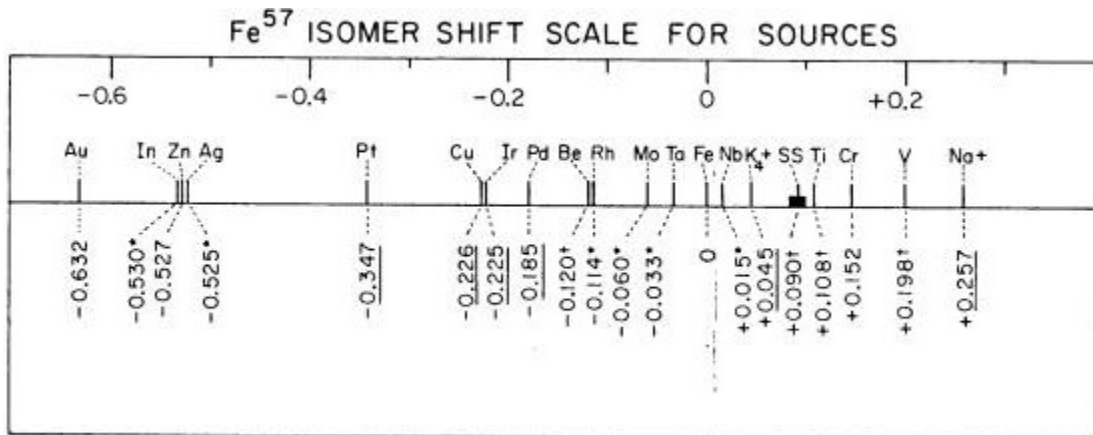 Fe57 ISOMER SHIFT SCALE FOR SOURCES
-0.6 -0.4 -0.2 0 +0.2
Au In Zn Ag Pt Cu Ir Pd Be Rh Mo Ta Fe Nb K4+ SS Ti Cr V Na+
-0.632 -0.530* -0.527 -0.525* -0.347 -0.226 -0.225 -0.185 -0.120† -0.114* -0.060* -0.033* 0 +0.015* +0.045 +0.090† +0.108† +0.152 +0.198† +0.257